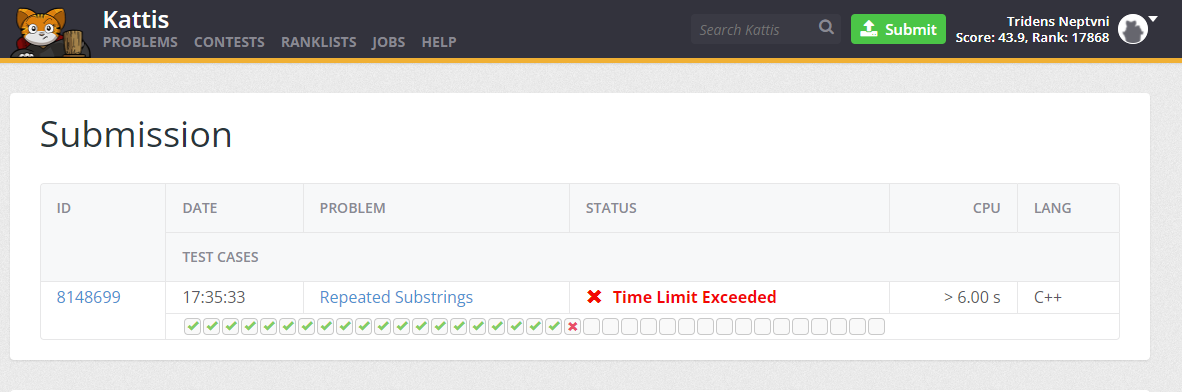 Kattis
PROBLEMS CONTESTS RANKLISTS JOBS HELP
Search Kattis
Submit
Tridens Neptvni
Score: 43.9, Rank: 17868
Submission
ID DATE PROBLEM STATUS CPU LANG
TEST CASES
8148699 17:35:33 Repeated Substrings Time Limit Exceeded > 6.00 s C++